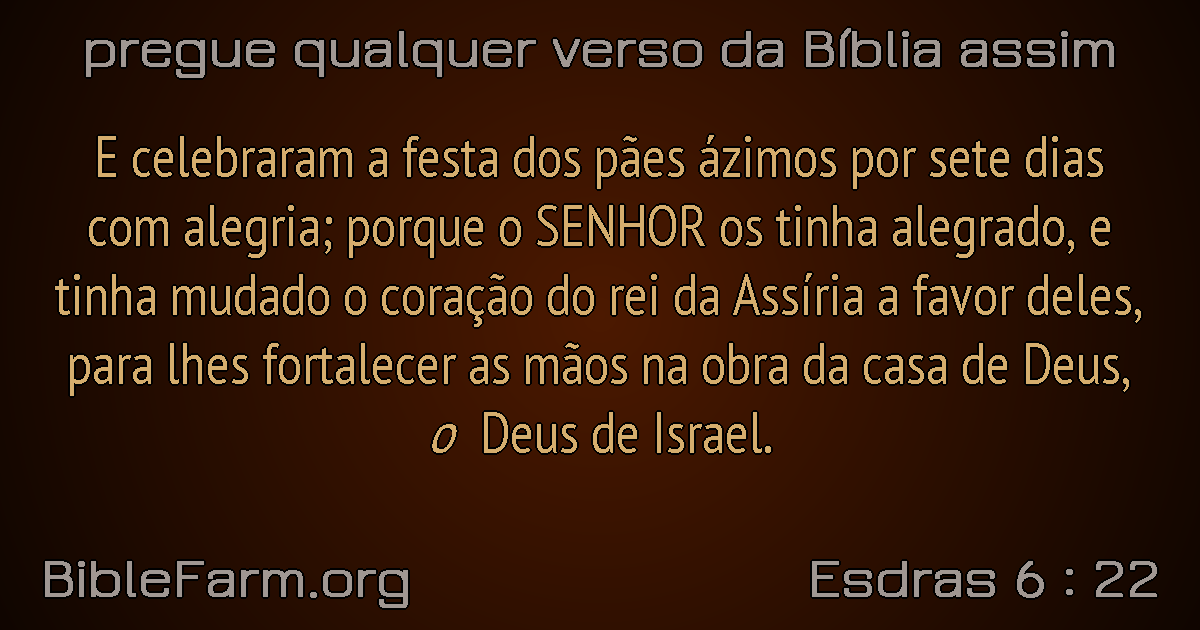 pregue qualquer verso da Bíblia assim
E celebraram a festa dos pães ázimos por sete dias
com alegria; porque o SENHOR os tinha alegrado, e
tinha mudado o coração do rei da Assíria a favor deles,
para lhes fortalecer as mãos na obra da casa de Deus,
o Deus de Israel.
BibleFarm.org
Esdras 6 : 22